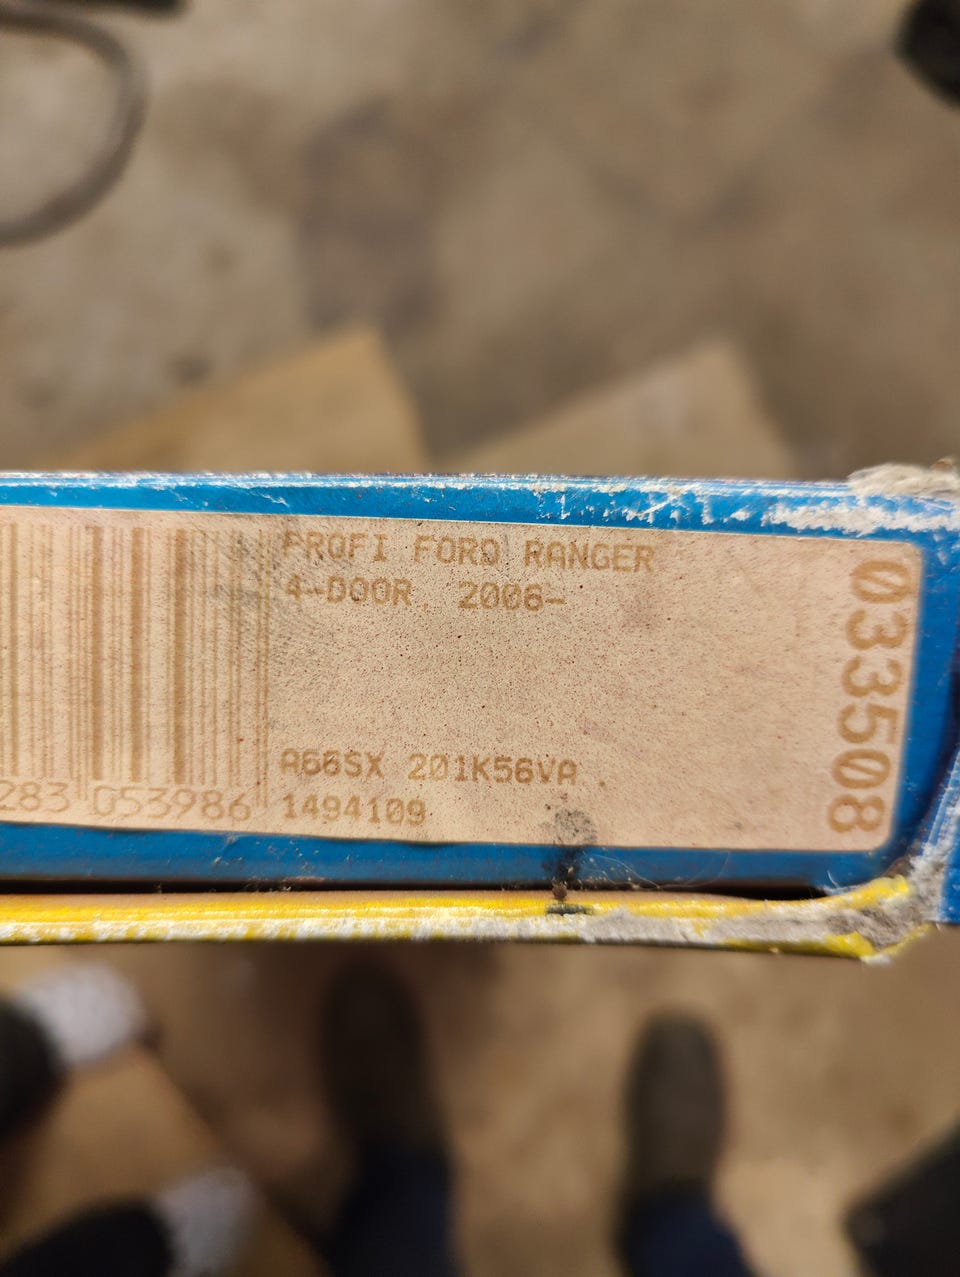 PROFI FORD RANGER
4-DOOR 2006-
A66SX 201K56VA
1494109
283 053986
033508